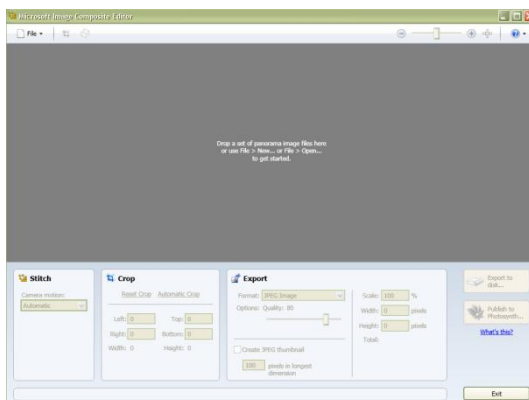 Microsoft Image Composite Editor
File
Drop a set of panorama image files here
or use File > New... or File > Open...
to get started.
Stitch
Camera motion:
Automatic
Crop
Reset Crop Automatic Crop
Left: 0 Top: 0
Right: 0 Bottom: 0
Width: 0 Height: 0
Export
Format: JPEG Image
Options: Quality: 80
Create JPEG thumbnail
100 pixels in longest
dimension
Scale: 100 %
Width: 0 pixels
Height: 0 pixels
Total:
Export to
disk...
Publish to
Photosynth...
What's this?
Exit